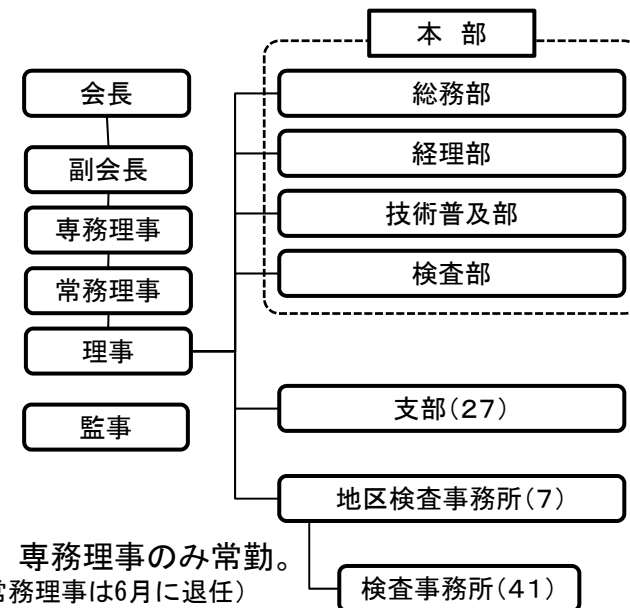 本 部
会長
副会長
専務理事
常務理事
理事
監事
総務部
経理部
技術普及部
検査部
支部(27)
地区検査事務所(7)
検査事務所(41)
専務理事のみ常勤。
常務理事は6月に退任)